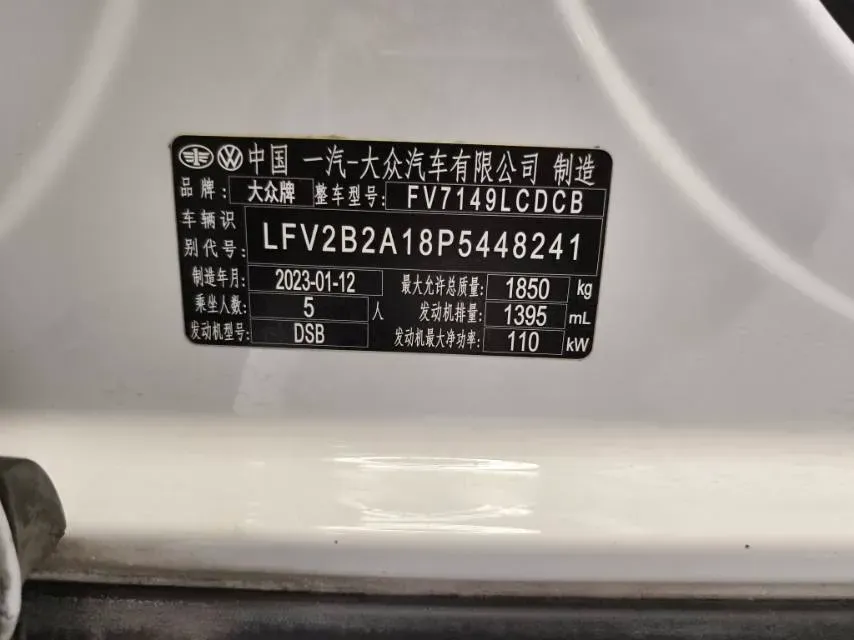 中国 一汽-大众汽车有限公司 制造
品牌: 大众牌 整车型号: FV7149LCDCB
车辆识别代号: LFV2B2A18P5448241
制造年月: 2023-01-12 最大允许总质量: 1850 kg
乘坐人数: 5 人 发动机排量: 1395 mL
发动机型号: DSB 发动机最大净功率: 110 kW